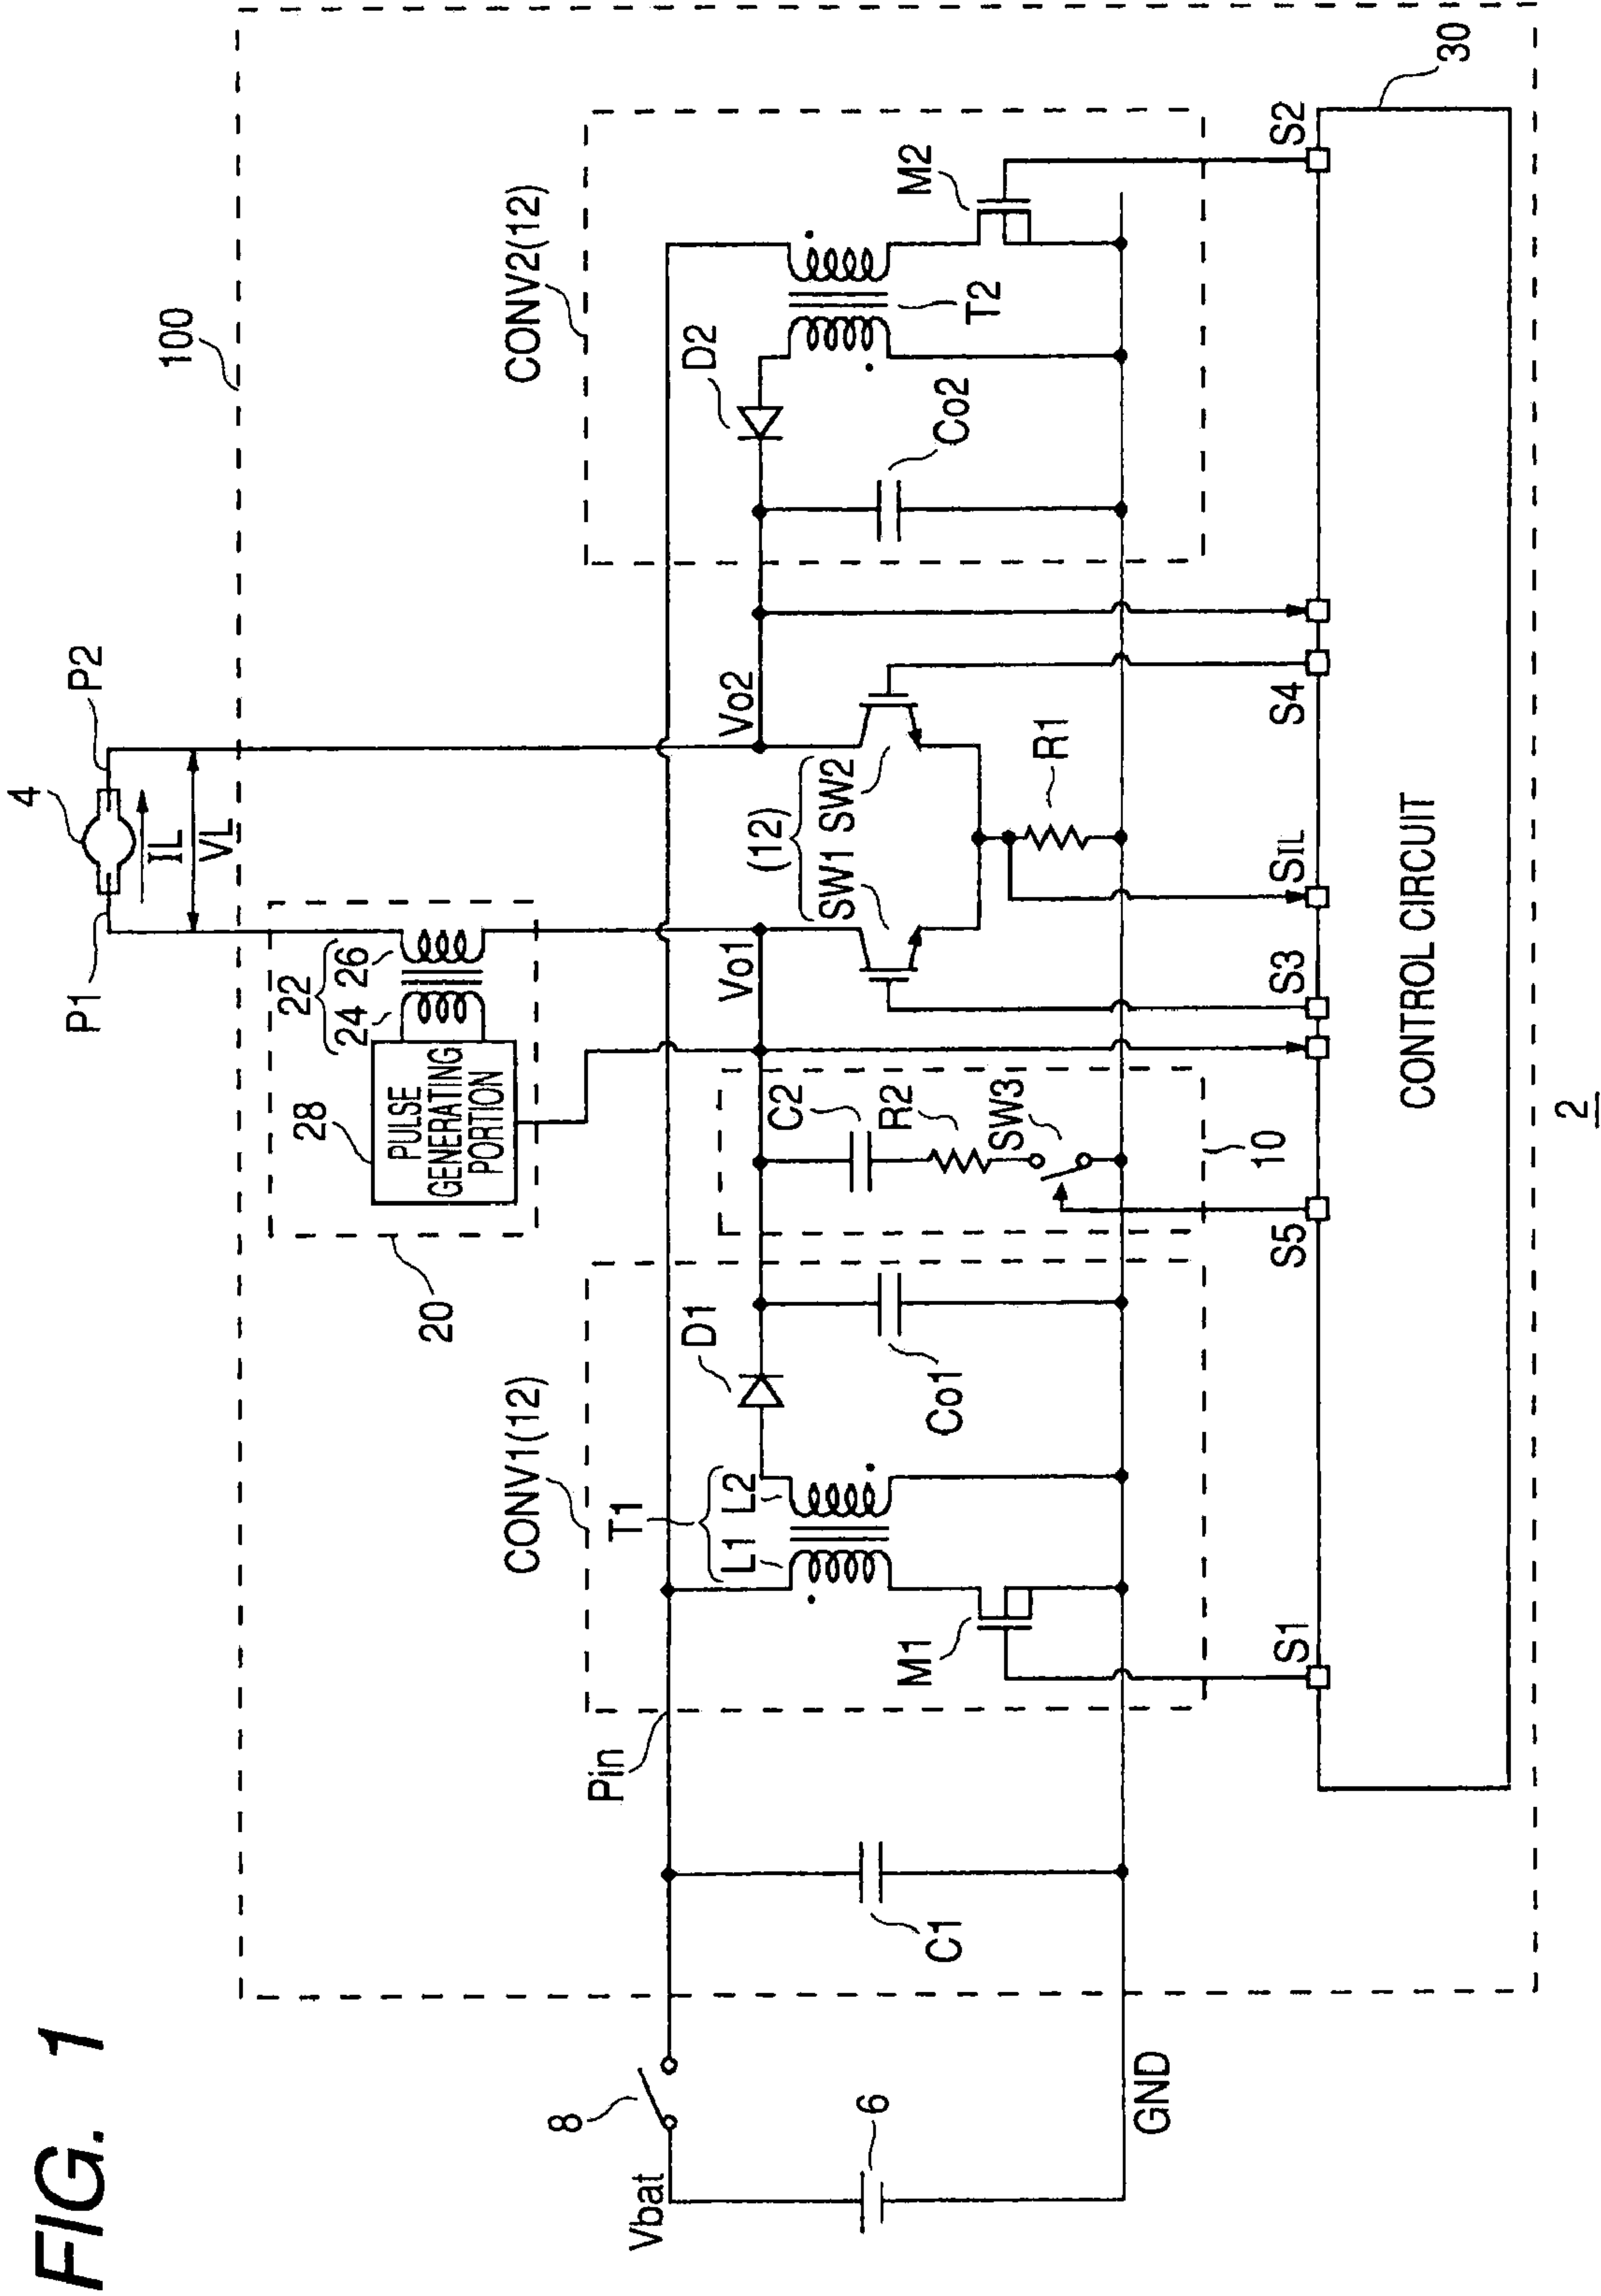 FIG. 1
100
4
P1
P2
IL
VL
20
22
24 26
28
PULSE
GENERATING
PORTION
CONV1(12)
CONV2(12)
T1
L1 L2
D1
D2
Vo1
Vo2
(12)
SW1 SW2
C2
R2
SW3
10
Co1
Co2
T2
M1
M2
R1
Pin
C1
8
Vbat
6
GND
S1
S5
S3
SIL
S4
S2
30
CONTROL CIRCUIT
2